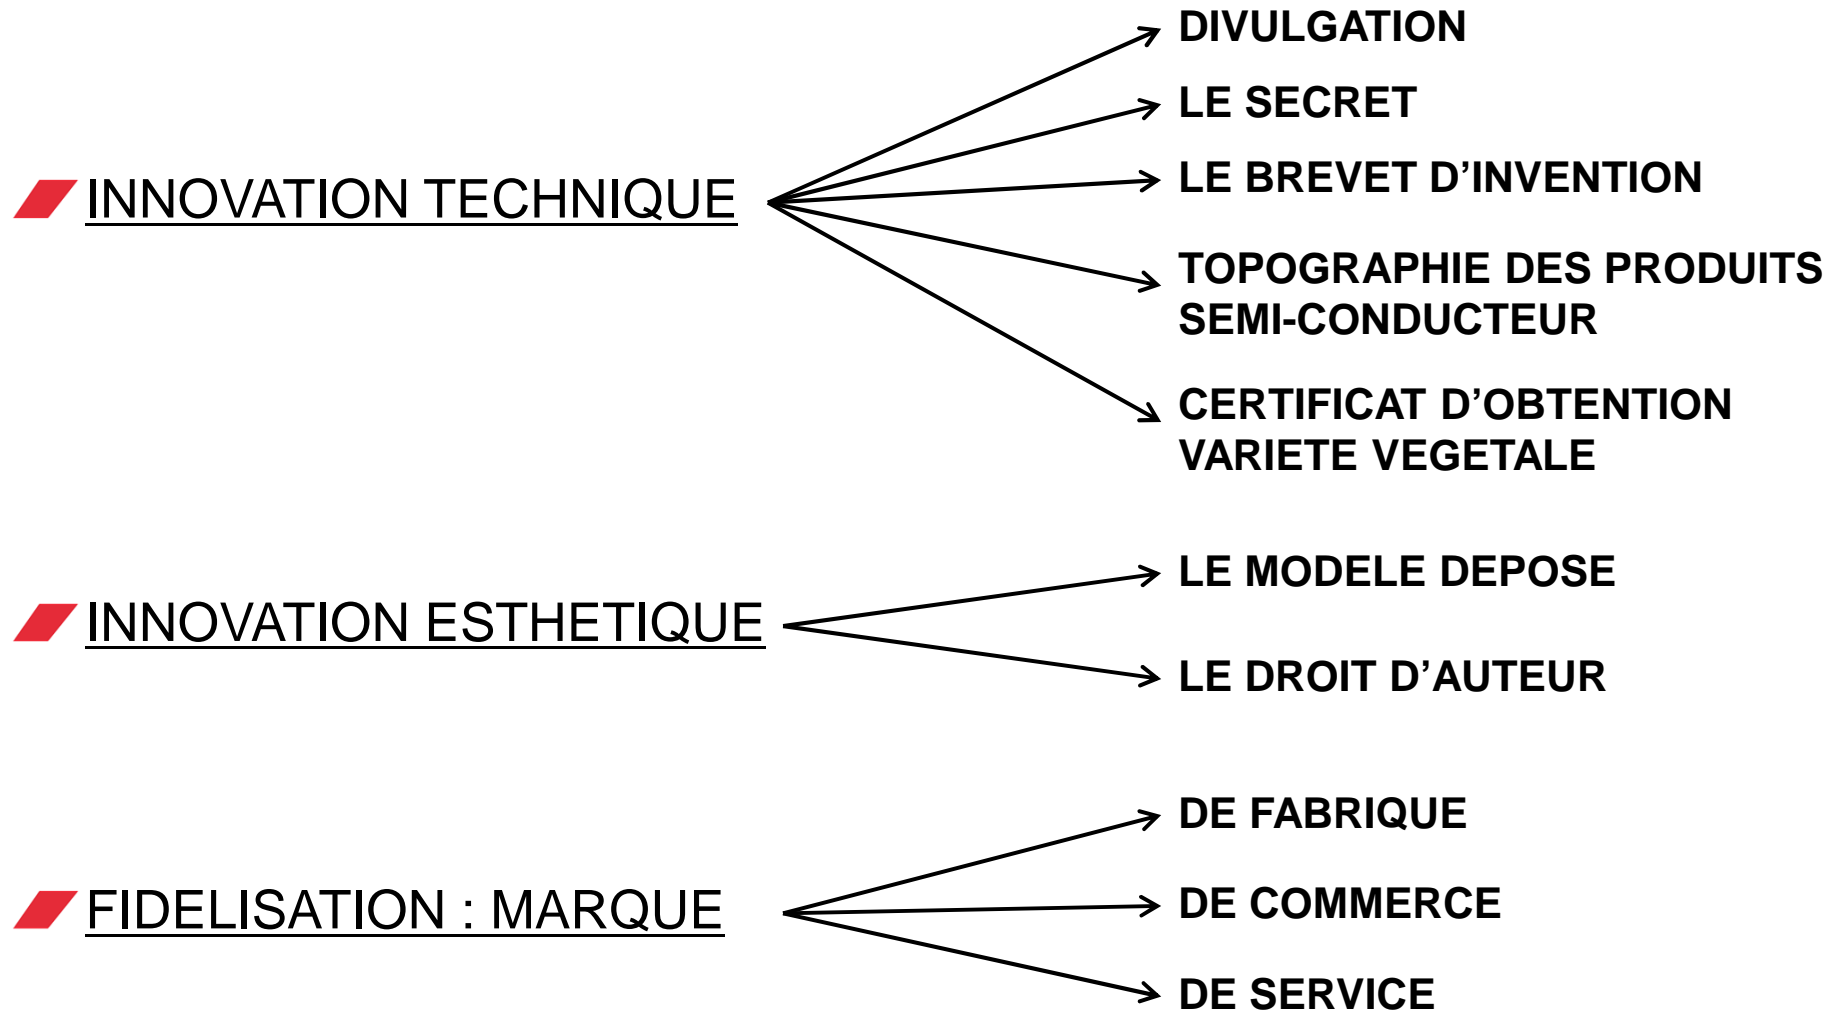 INNOVATION TECHNIQUE
DIVULGATION
LE SECRET
LE BREVET D’INVENTION
TOPOGRAPHIE DES PRODUITS
SEMI-CONDUCTEUR
CERTIFICAT D’OBTENTION
VARIETE VEGETALE
INNOVATION ESTHETIQUE
LE MODELE DEPOSE
LE DROIT D’AUTEUR
FIDELISATION : MARQUE
DE FABRIQUE
DE COMMERCE
DE SERVICE